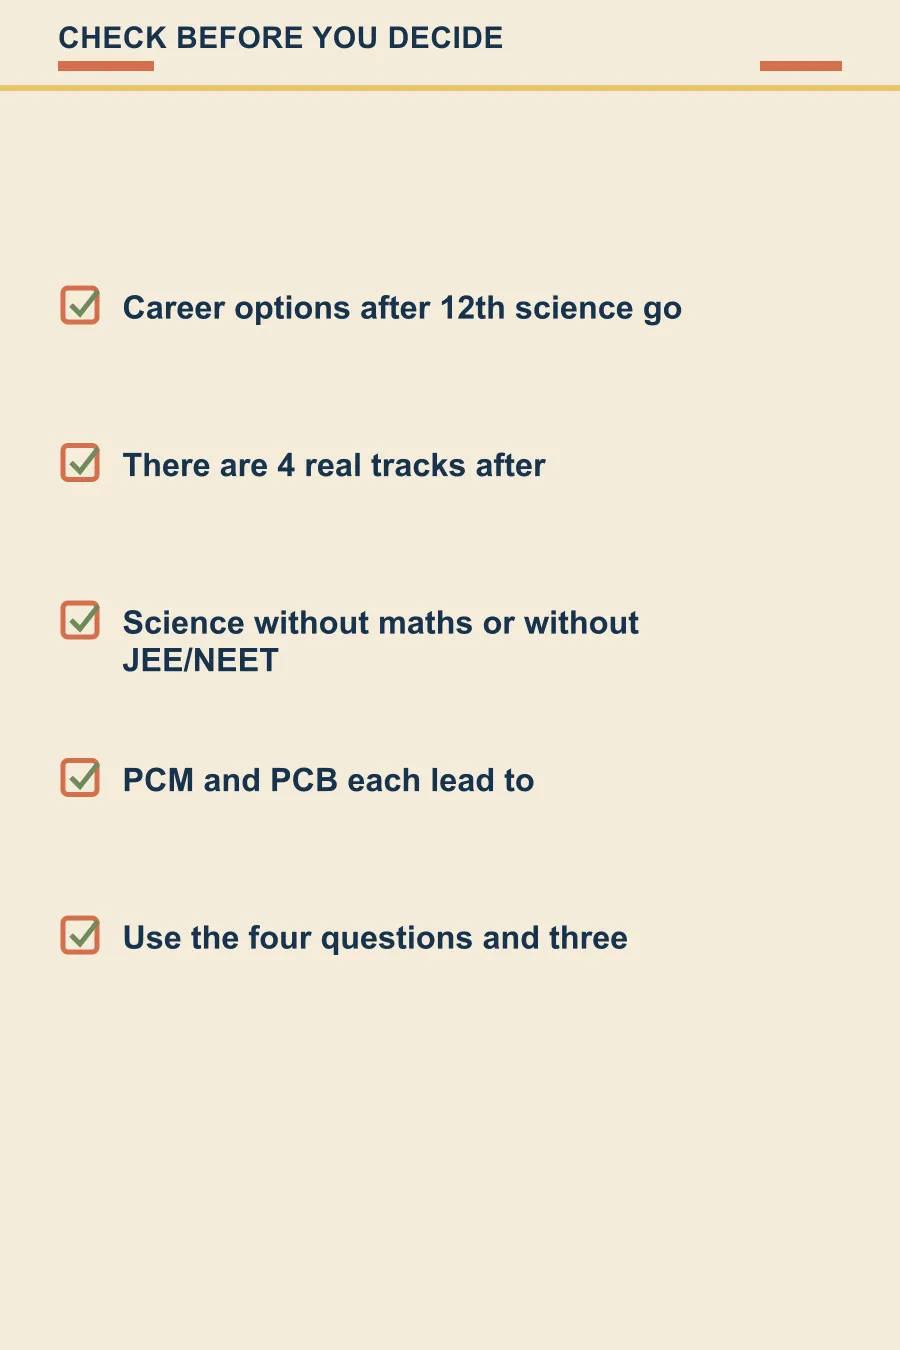 CHECK BEFORE YOU DECIDE
Career options after 12th science go
There are 4 real tracks after
Science without maths or without
JEE/NEET
PCM and PCB each lead to
Use the four questions and three